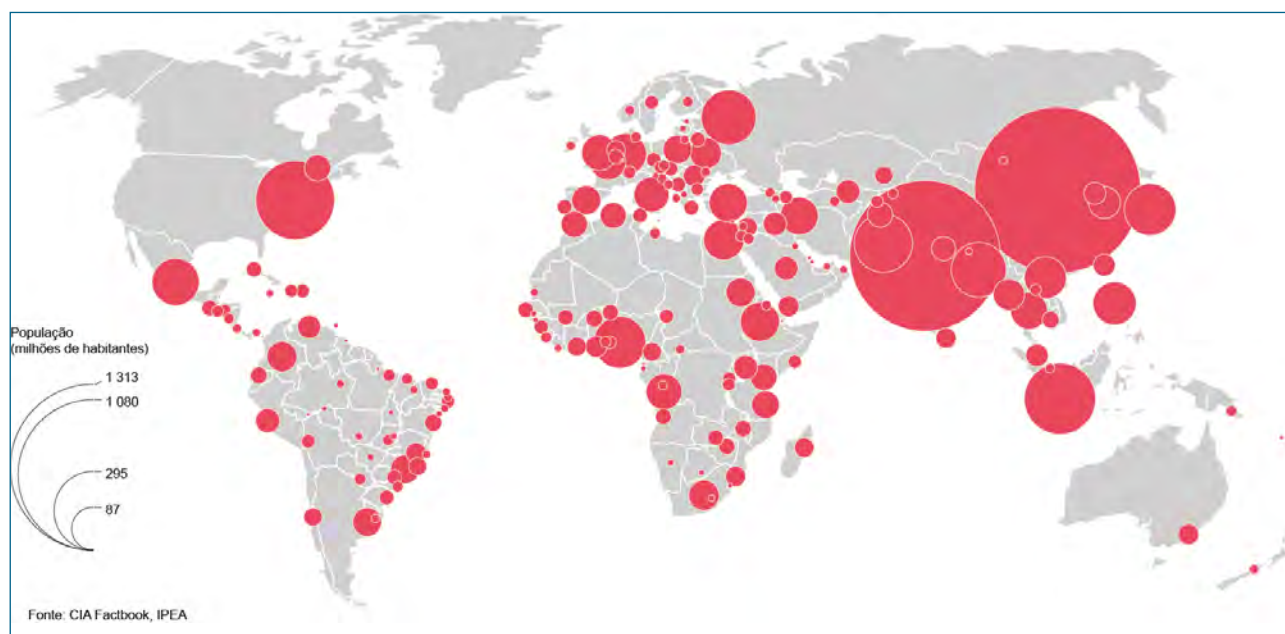 População
(milhões de habitantes)
1 313
1 080
295
87
Fonte: CIA Factbook, IPEA